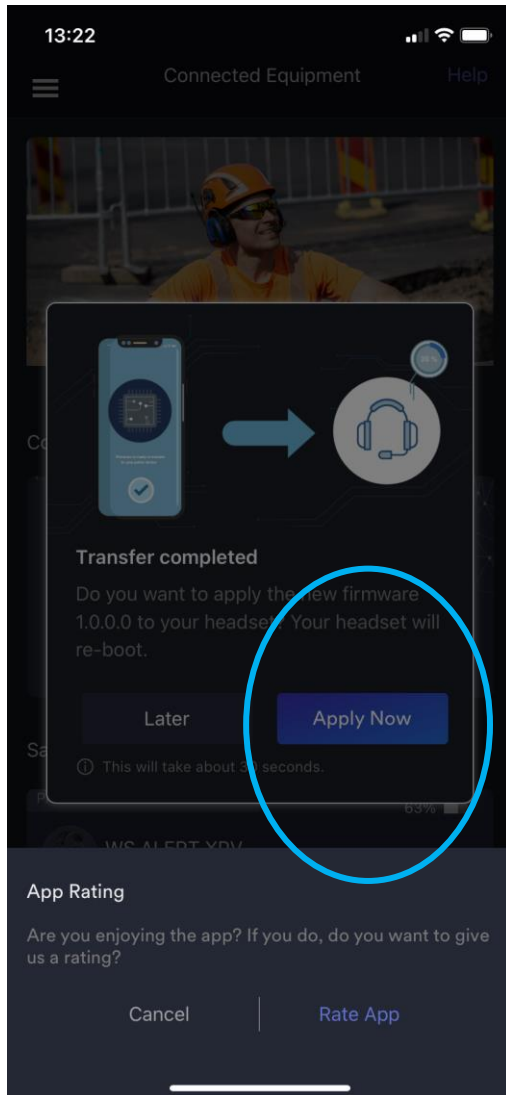 13:22
Connected Equipment
Help
Transfer completed
Do you want to apply the new firmware
1.0.0.0 to your headset? Your headset will
re-boot.
Later
Apply Now
This will take about 30 seconds.
63%
WS ALERT XPV
App Rating
Are you enjoying the app? If you do, do you want to give
us a rating?
Cancel
Rate App